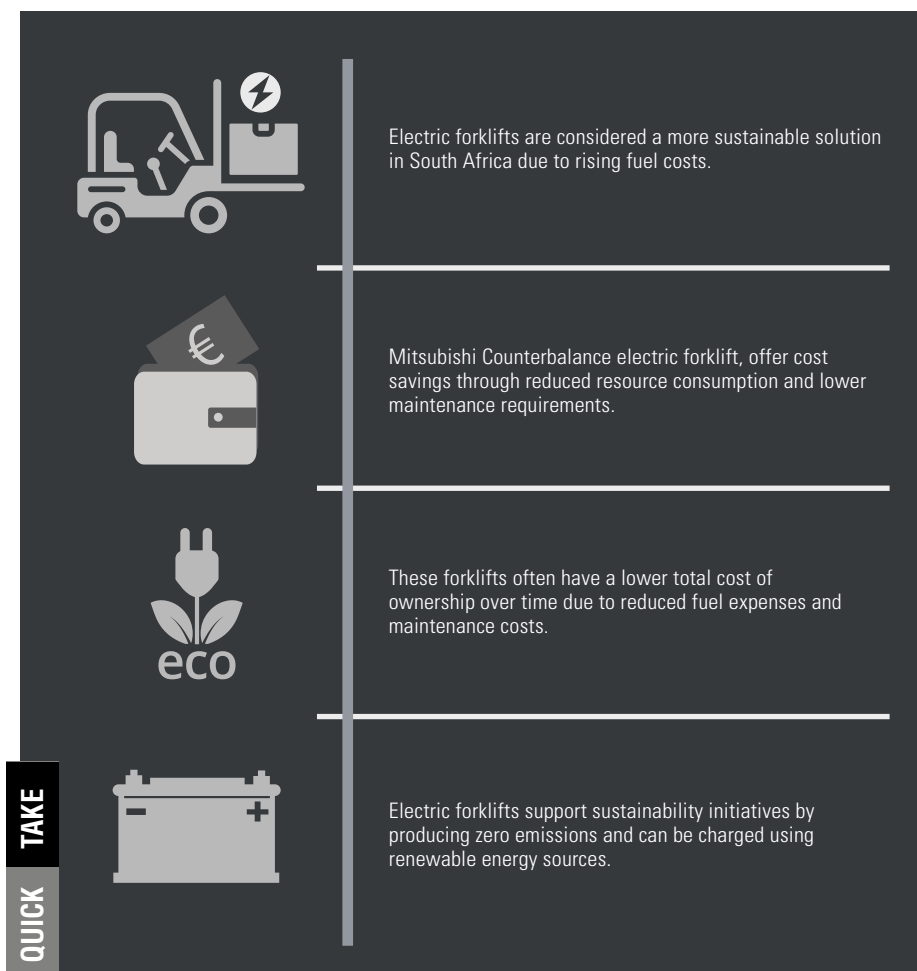 Electric forklifts are considered a more sustainable solution
in South Africa due to rising fuel costs.
€
Mitsubishi Counterbalance electric forklift, offer cost
savings through reduced resource consumption and lower
maintenance requirements.
These forklifts often have a lower total cost of
ownership over time due to reduced fuel expenses and
maintenance costs.
eco
Electric forklifts support sustainability initiatives by
producing zero emissions and can be charged using
renewable energy sources.
QUICK TAKE